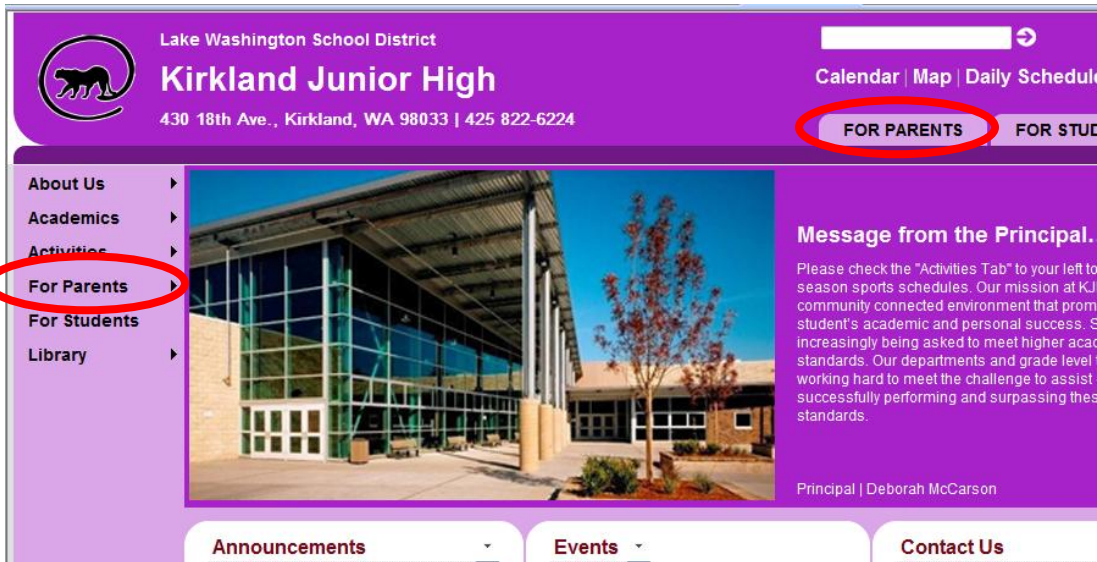 Lake Washington School District
Kirkland Junior High
430 18th Ave., Kirkland, WA 98033 | 425 822-6224
Calendar | Map | Daily Schedule
FOR PARENTS
FOR STUD
About Us
Academics
Activities
For Parents
For Students
Library
Message from the Principal.
Please check the "Activities Tab" to your left to
season sports schedules. Our mission at KJ
community connected environment that prom
student's academic and personal success. S
increasingly being asked to meet higher aca
standards. Our departments and grade level
working hard to meet the challenge to assist
successfully performing and surpassing thes
standards.
Principal | Deborah McCarson
Announcements
Events
Contact Us